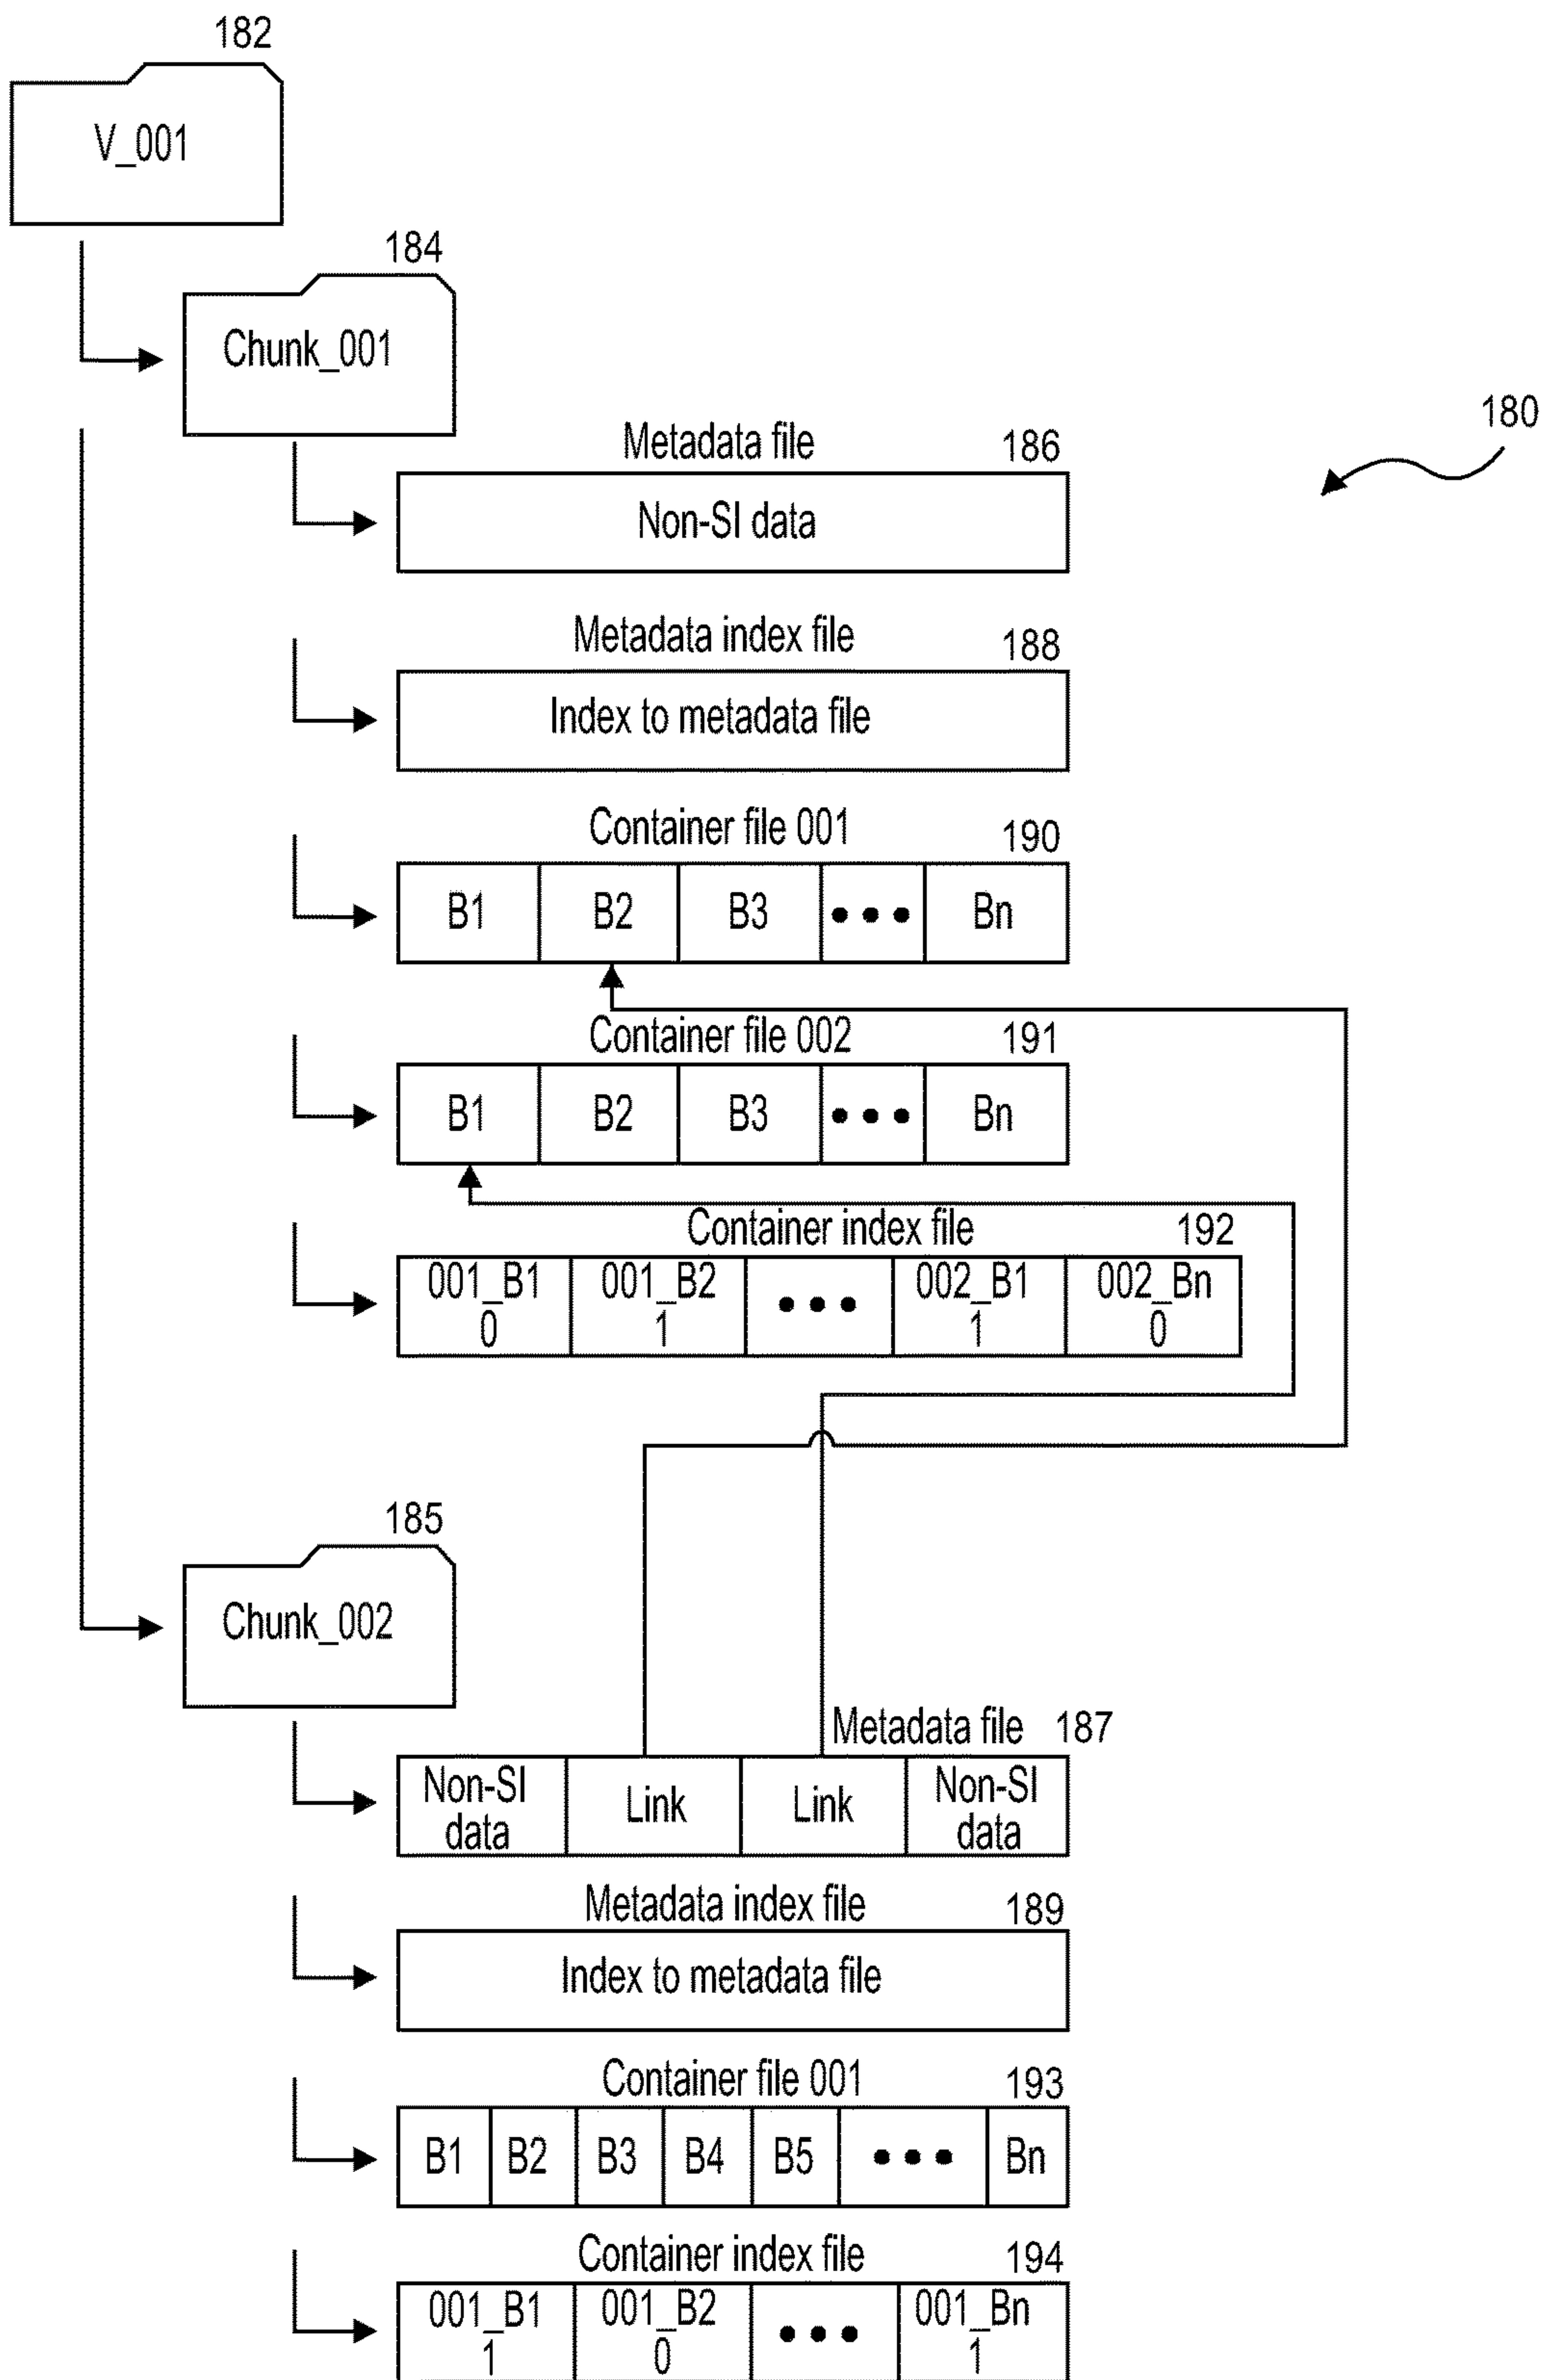 182
V_001
184
Chunk_001
180
Metadata file 186
Non-SI data
Metadata index file 188
Index to metadata file
Container file 001 190
B1 B2 B3 ••• Bn
Container file 002 191
B1 B2 B3 ••• Bn
Container index file 192
001_B1 001_B2 ••• 002_B1 002_Bn
0 1 1 0
185
Chunk_002
Metadata file 187
Non-SI Link Link Non-SI
data data
Metadata index file 189
Index to metadata file
Container file 001 193
B1 B2 B3 B4 B5 ••• Bn
Container index file 194
001_B1 001_B2 ••• 001_Bn
1 0 1